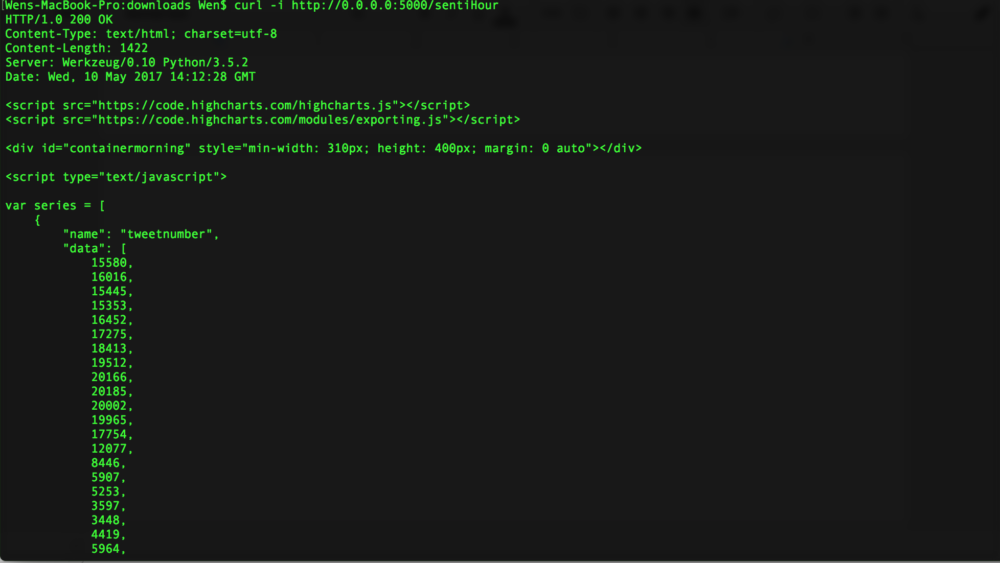 [Wens-MacBook-Pro:downloads Wen$ curl -i http://0.0.0.0:5000/sentiHour
HTTP/1.0 200 OK
Content-Type: text/html; charset=utf-8
Content-Length: 1422
Server: Werkzeug/0.10 Python/3.5.2
Date: Wed, 10 May 2017 14:12:28 GMT
<script src="https://code.highcharts.com/highcharts.js"></script>
<script src="https://code.highcharts.com/modules/exporting.js"></script>
<div id="containermorning" style="min-width: 310px; height: 400px; margin: 0 auto"></div>
<script type="text/javascript">
var series = [
{
"name": "tweetnumber",
"data": [
15580,
16016,
15445,
15353,
16452,
17275,
18413,
19512,
20166,
20185,
20002,
19965,
17754,
12077,
8446,
5907,
5253,
3597,
3448,
4419,
5964,